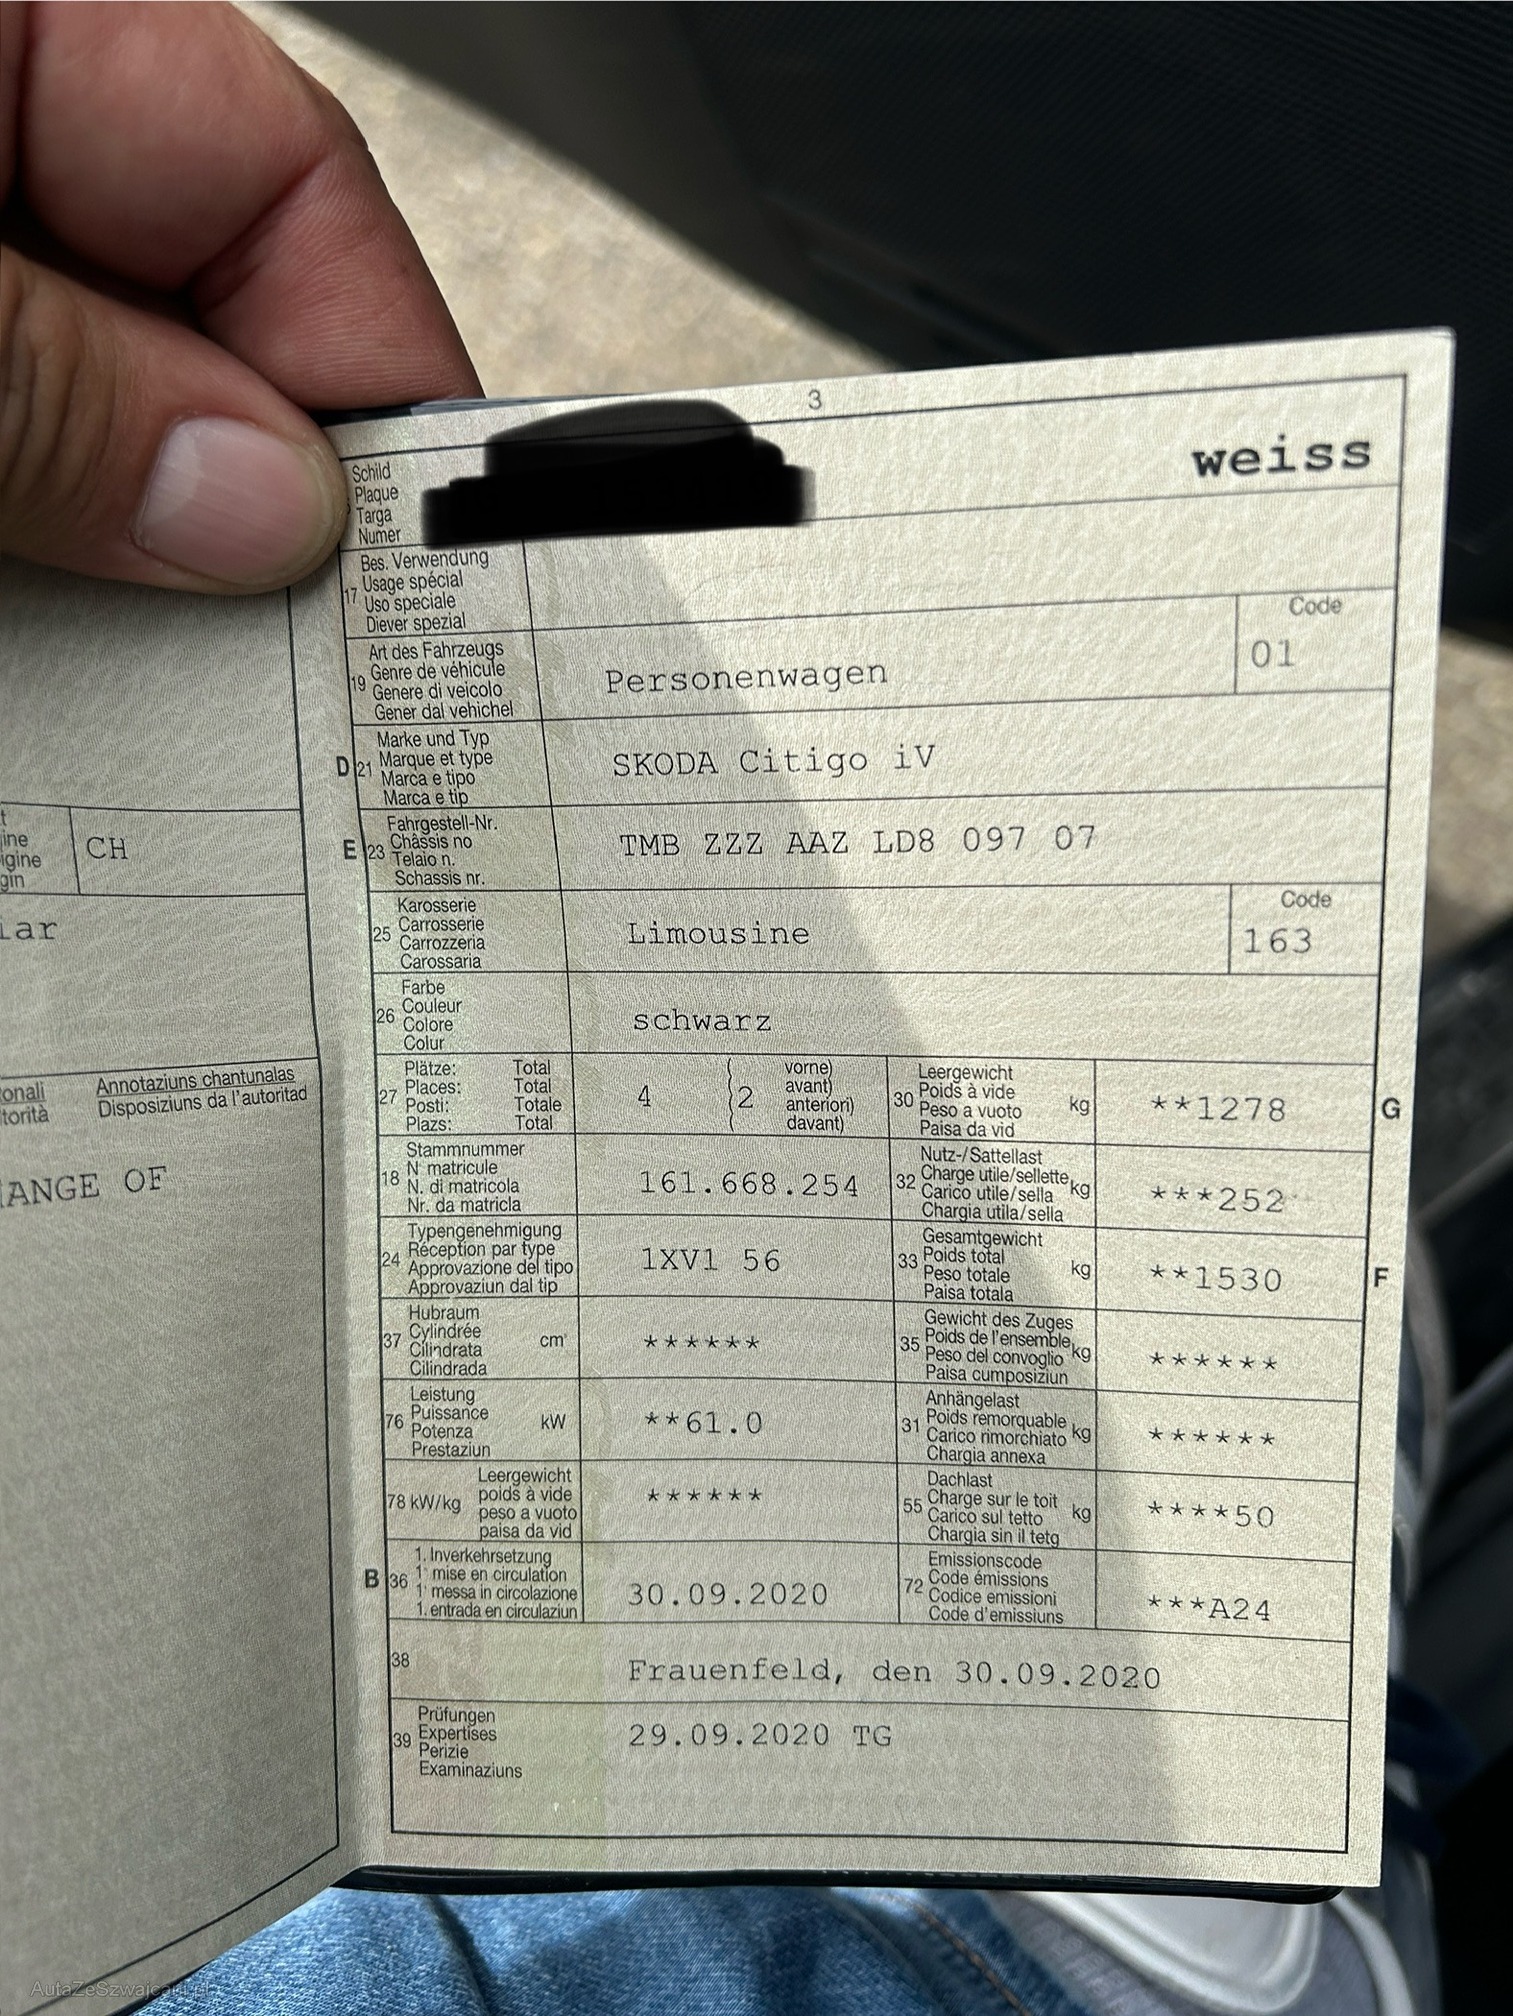 3
weiss
Schild
Plaque
Targa
Numer
17
Bes. Verwendung
Usage spécial
Uso speciale
Diever spezial
19
Art des Fahrzeugs
Genre de véhicule
Genere di veicolo
Gener dal vehichel
Personenwagen
Code
01
D 21
Marke und Typ
Marque et type
Marca e tipo
Marca e tip
SKODA Citigo iV
E 23
Fahrgestell-Nr.
Châssis no
Telaio n.
Schassis nr.
TMB ZZZ AAZ LD8 097 07
25
Karosserie
Carrosserie
Carrozzeria
Carossaria
Limousine
Code
163
26
Farbe
Couleur
Colore
Colur
schwarz
27
Plätze: Total
Places: Total
Posti: Totale
Plazs: Total
4
2
vorne)
avant)
anteriori)
davant)
30
Leergewicht
Poids à vide
Peso a vuoto
Paisa da vid
kg
**1278
G
18
Stammnummer
N matricule
N. di matricola
Nr. da matricla
161.668.254
32
Nutz-/Sattellast
Charge utile/sellette
Carico utile/sella
Chargia utila/sella
kg
***252
24
Typengenehmigung
Réception par type
Approvazione del tipo
Approvaziun dal tip
1XV1 56
33
Gesamtgewicht
Poids total
Peso totale
Paisa totala
kg
**1530
F
37
Hubraum
Cylindrée
Cilindrata
Cilindrada
cm³
******
35
Gewicht des Zuges
Poids de l'ensemble
Peso del convoglio
Paisa cumposiziun
kg
******
76
Leistung
Puissance
Potenza
Prestaziun
kW
**61.0
31
Anhängelast
Poids remorquable
Carico rimorchiato
Chargia annexa
kg
******
78 kW/kg
Leergewicht
poids à vide
peso a vuoto
paisa da vid
******
55
Dachlast
Charge sur le toit
Carico sul tetto
Chargia sin il tetg
kg
****50
B 36
1. Inverkehrsetzung
1' mise en circulation
1' messa in circolazione
1. entrada en circulaziun
30.09.2020
72
Emissionscode
Code émissions
Codice emissioni
Code d'emissiuns
***A24
38
Frauenfeld, den 30.09.2020
39
Prüfungen
Expertises
Perizie
Examinaziuns
29.09.2020 TG
CH
Annotaziuns chantunalas
Disposiziuns da l'autoritad
ANGE OF